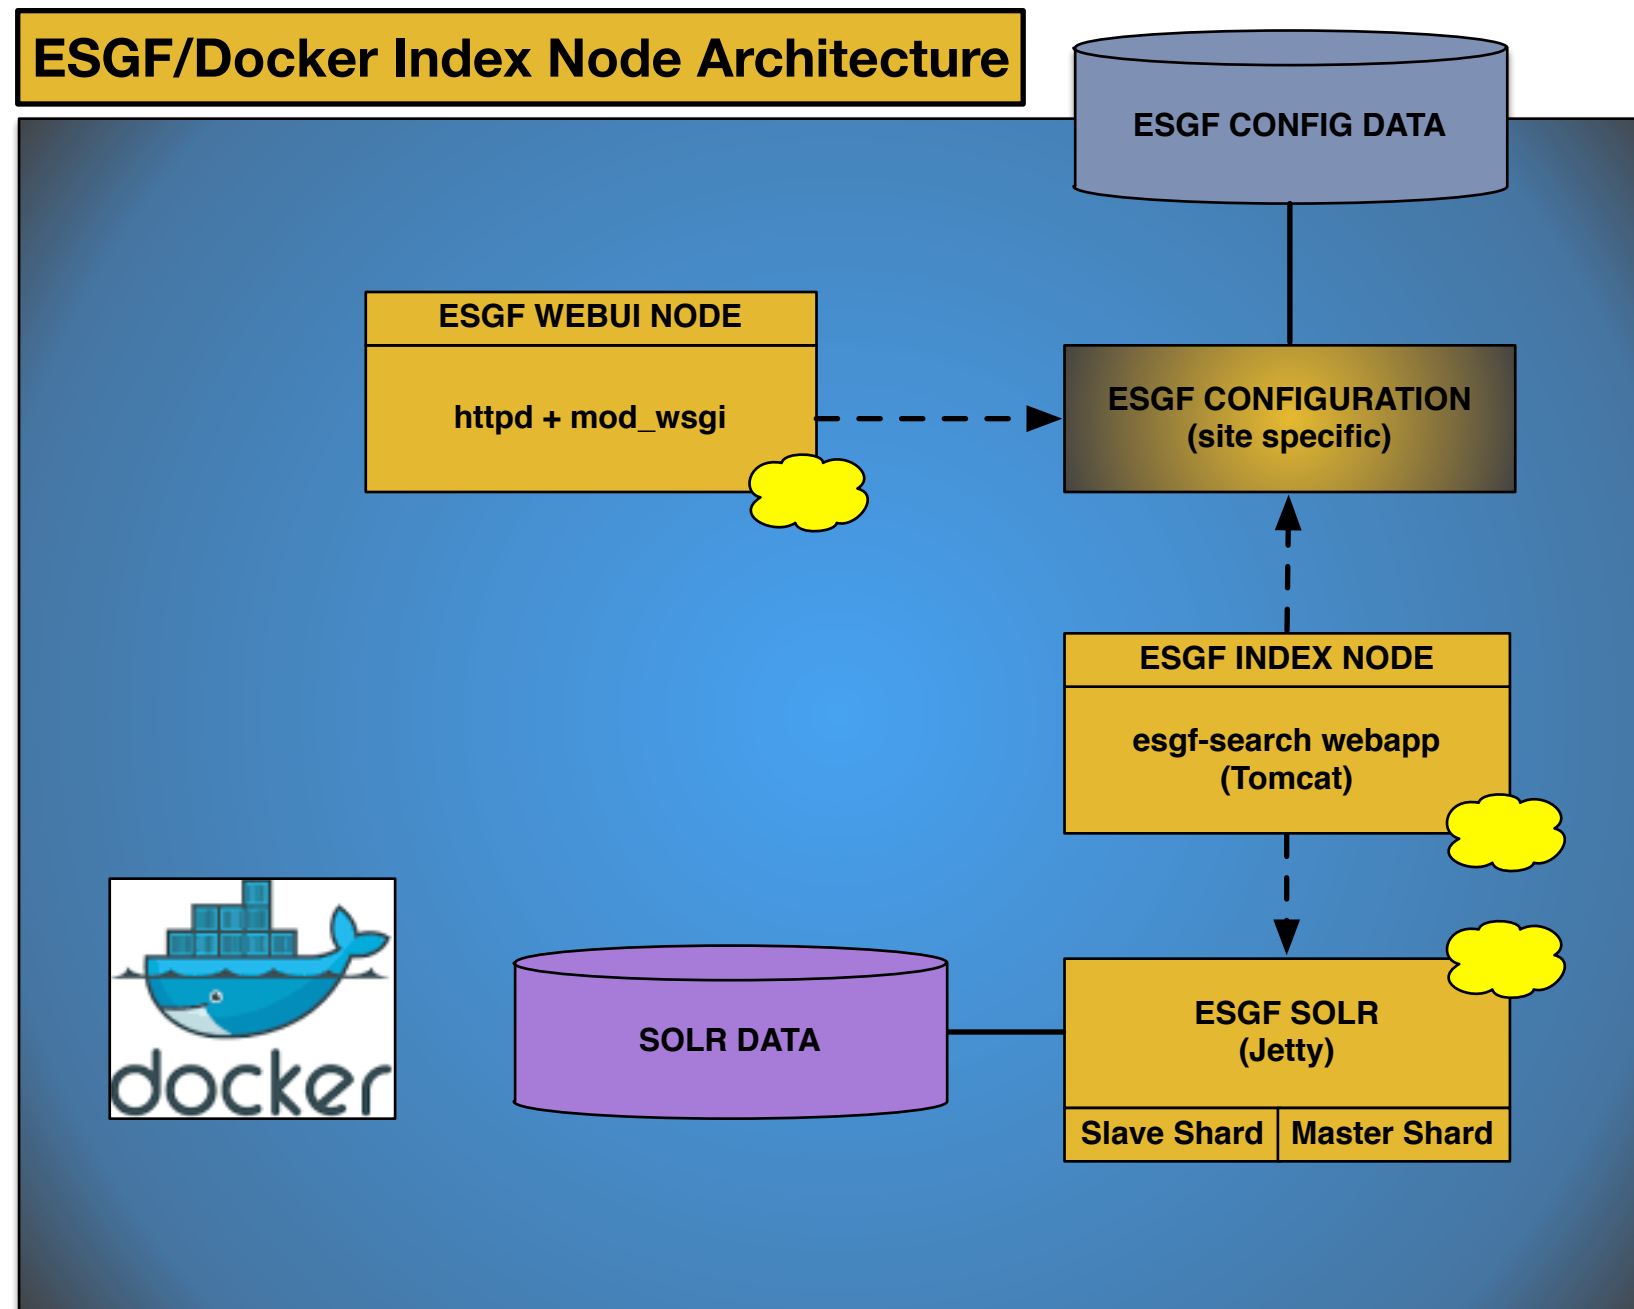 ESGF/Docker Index Node Architecture
ESGF CONFIG DATA
ESGF WEBUI NODE
httpd + mod_wsgi
ESGF CONFIGURATION
(site specific)
ESGF INDEX NODE
esgf-search webapp
(Tomcat)
docker
SOLR DATA
ESGF SOLR
(Jetty)
Slave Shard
Master Shard